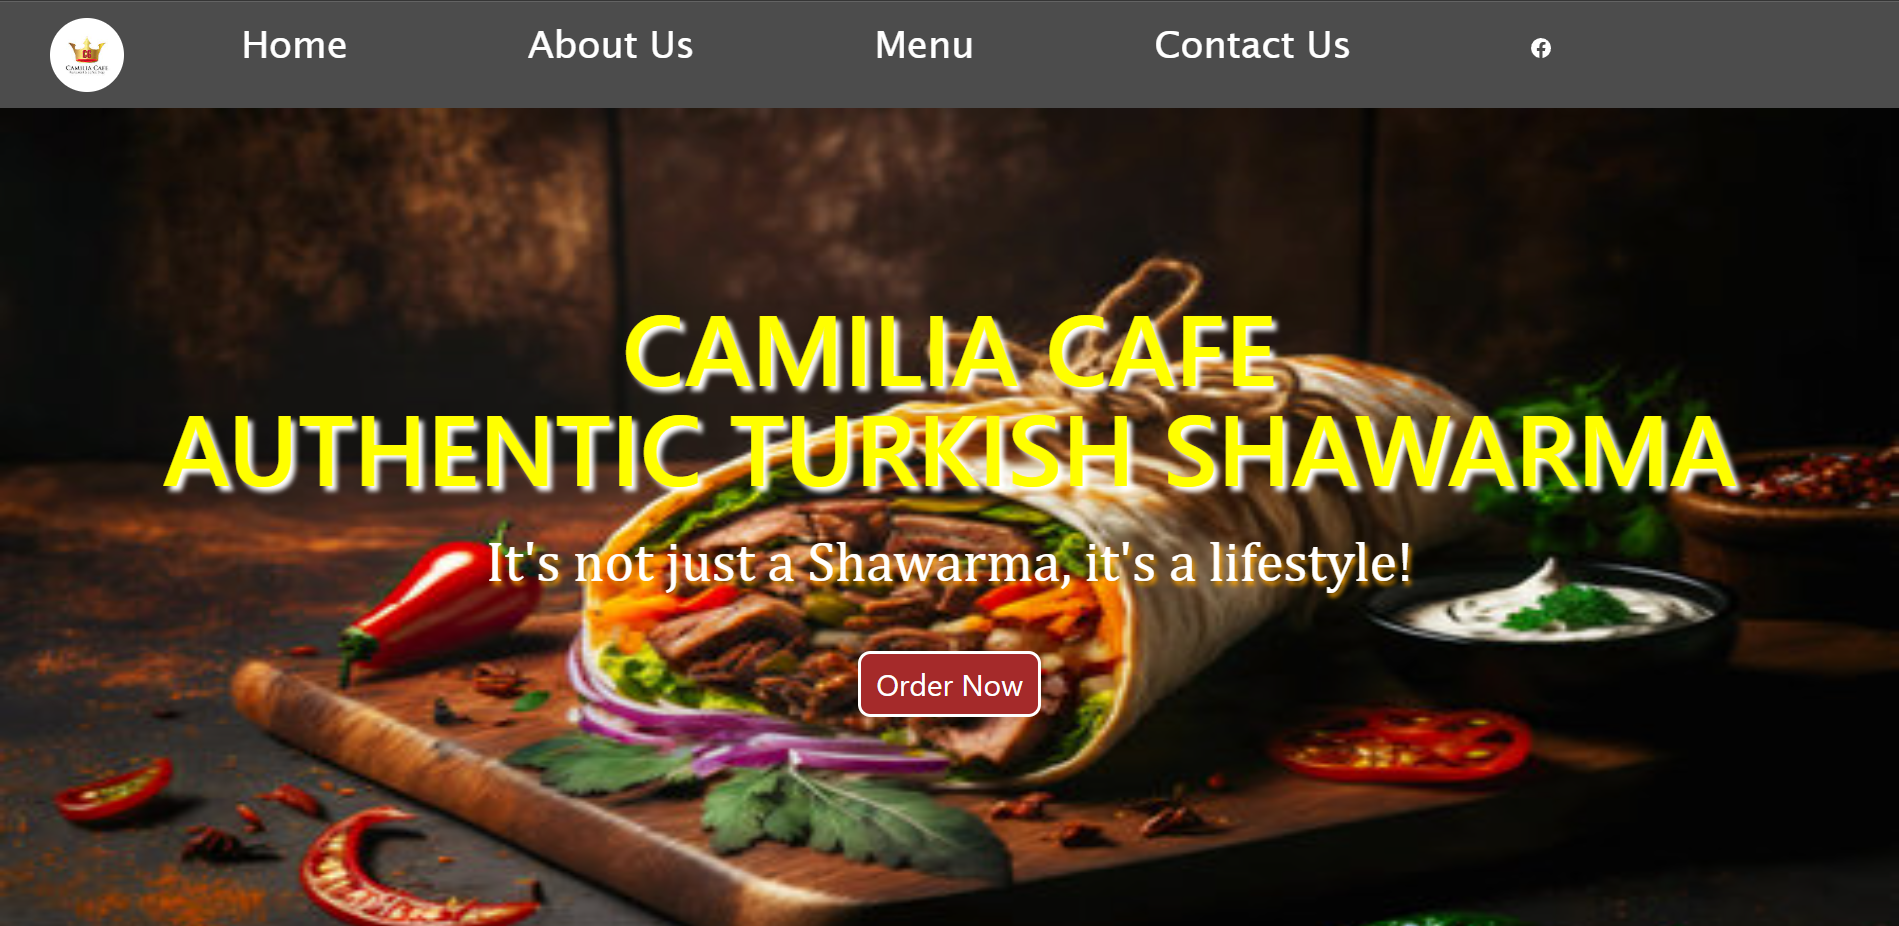 CAMILIA CAFE
Home
About Us
Menu
Contact Us
CAMILIA CAFE
AUTHENTIC TURKISH SHAWARMA
It's not just a Shawarma, it's a lifestyle!
Order Now